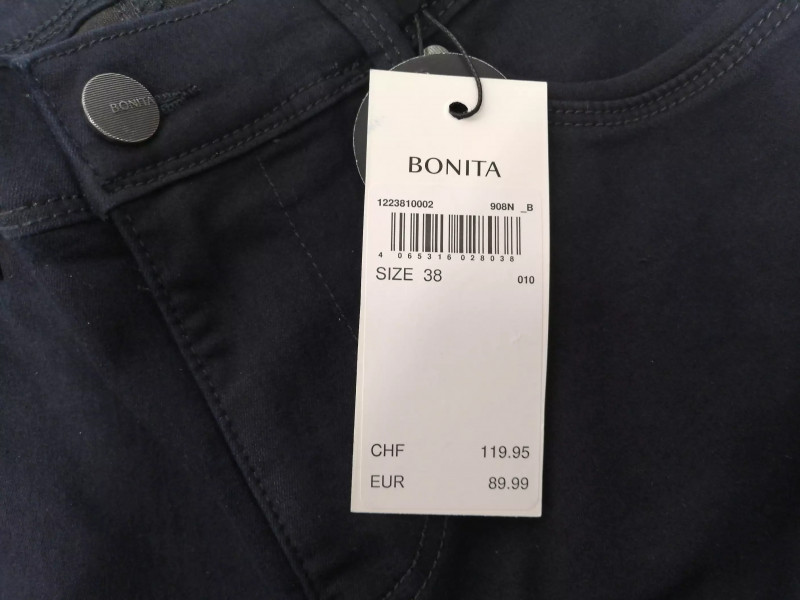 BONITA
BONITA
1223810002 908N _B
4 065316 028038
SIZE 38 010
CHF 119.95
EUR 89.99